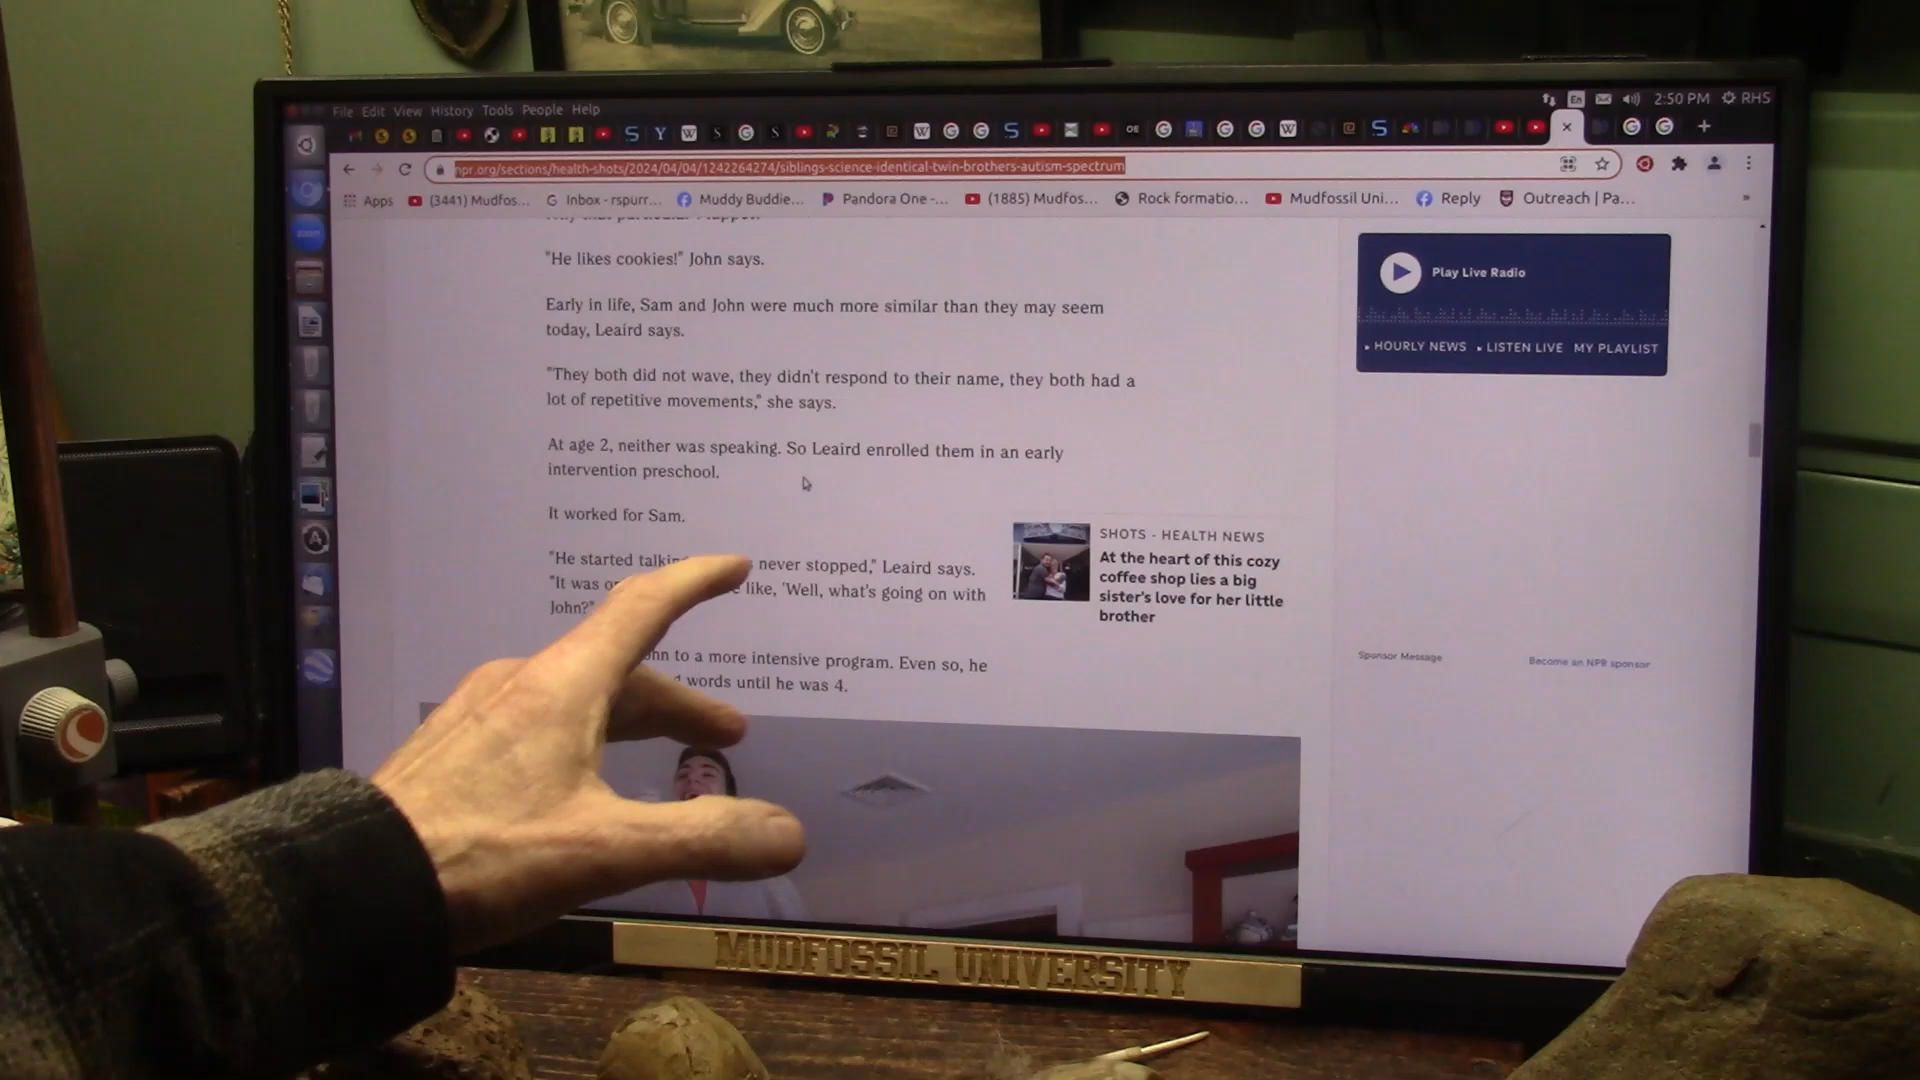 File Edit View History Tools People Help
En
2:50 PM RHS
npr.org/sections/health-shots/2024/04/04/1242264274/siblings-science-identical-twin-brothers-autism-spectrum
Apps (3441) Mudfos... Inbox - rspurr... Muddy Buddie... Pandora One -... (1885) Mudfos... Rock formatio... Mudfossil Uni... Reply Outreach | Pa...
"He likes cookies!" John says.
Early in life, Sam and John were much more similar than they may seem
today, Leaird says.
"They both did not wave, they didn't respond to their name, they both had a
lot of repetitive movements," she says.
At age 2, neither was speaking. So Leaird enrolled them in an early
intervention preschool.
It worked for Sam.
"He started never stopped," Leaird says.
"It was like, 'Well, what's going on with
John?"
to a more intensive program. Even so, he
words until he was 4.
SHOTS - HEALTH NEWS
At the heart of this cozy
coffee shop lies a big
sister's love for her little
brother
Play Live Radio
HOURLY NEWS LISTEN LIVE MY PLAYLIST
Sponsor Message
Become an NPR sponsor
MUDFOSSIL UNIVERSITY